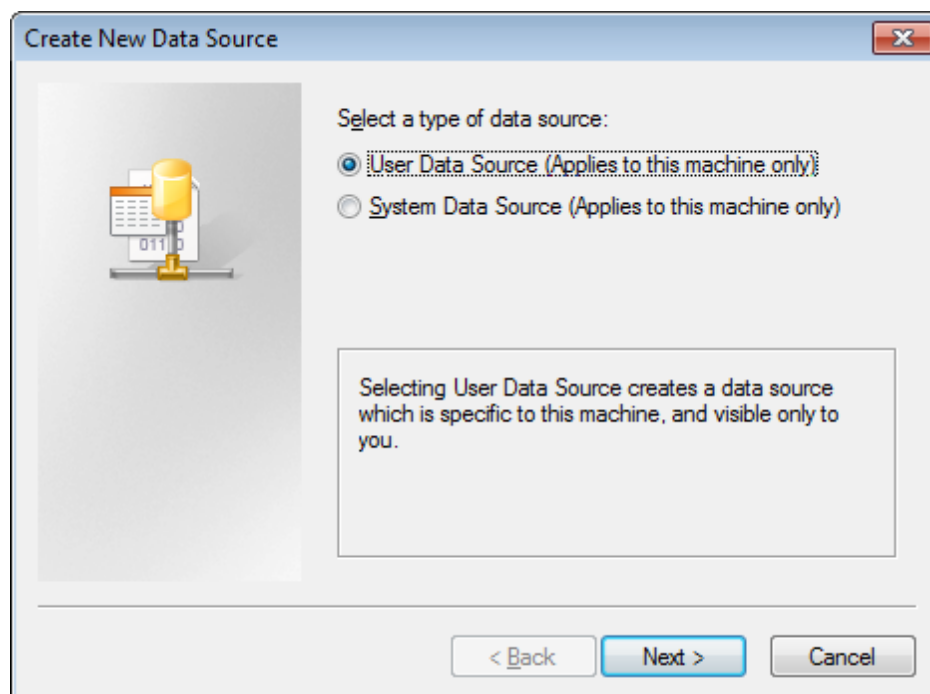 Create New Data Source
Select a type of data source:
User Data Source (Applies to this machine only)
System Data Source (Applies to this machine only)
0111 0
Selecting User Data Source creates a data source
which is specific to this machine, and visible only to
you.
< Back
Next >
Cancel